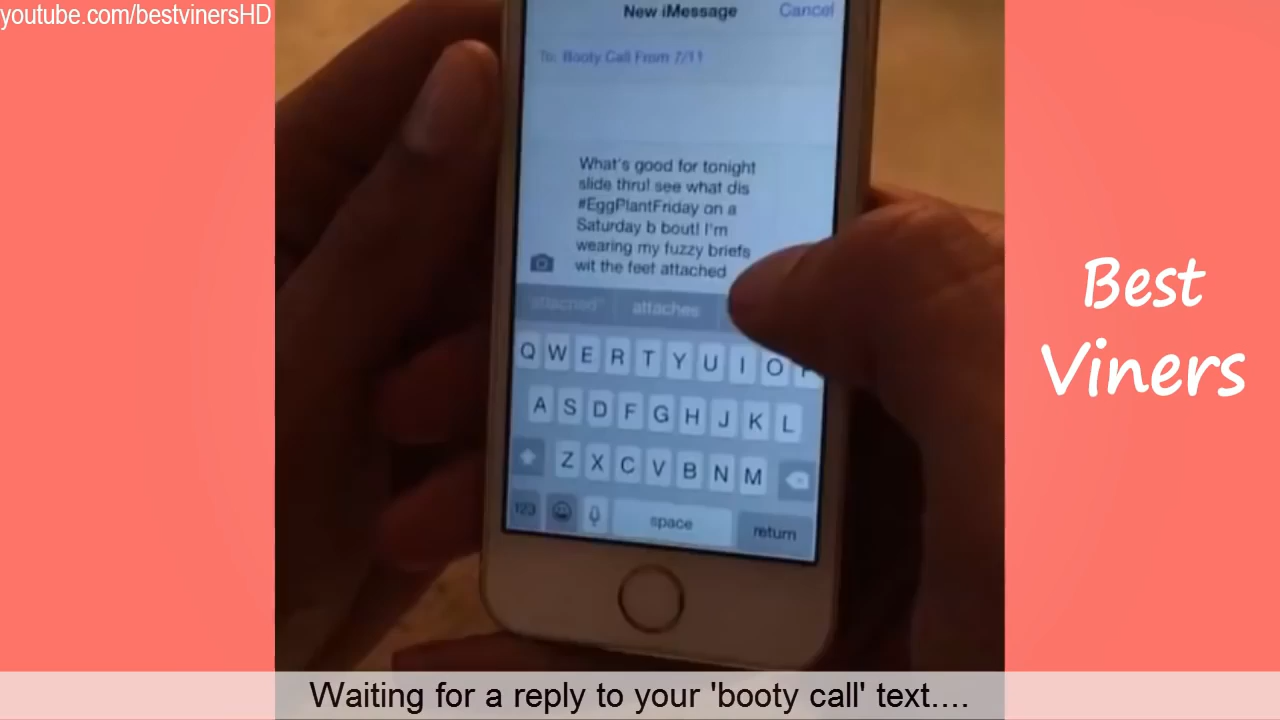 youtube.com/bestvinersHD
New iMessage
Cancel
To: Booty Call From 7/11
What's good for tonight
slide thru! see what dis
#EggPlantFriday on a
Saturday b bout! I'm
wearing my fuzzy briefs
wit the feet attached
"attached"
attaches
Q W E R T Y U I O P
A S D F G H J K L
Z X C V B N M
123
space
return
Best
Viners
Waiting for a reply to your 'booty call' text....